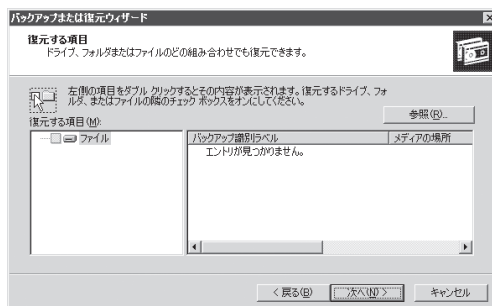 バックアップまたは復元ウィザード
復元する項目
ドライブ、フォルダまたはファイルのどの組み合わせでも復元できます。
左側の項目をダブル クリックするとその内容が表示されます。復元するドライブ、フォ
ルダ、またはファイルの隣のチェック ボックスをオンにしてください。
参照(R)...
復元する項目(M):
ファイル
バックアップ識別ラベル
メディアの場所
エントリが見つかりません。
< 戻る(B)
次へ(N) >
キャンセル